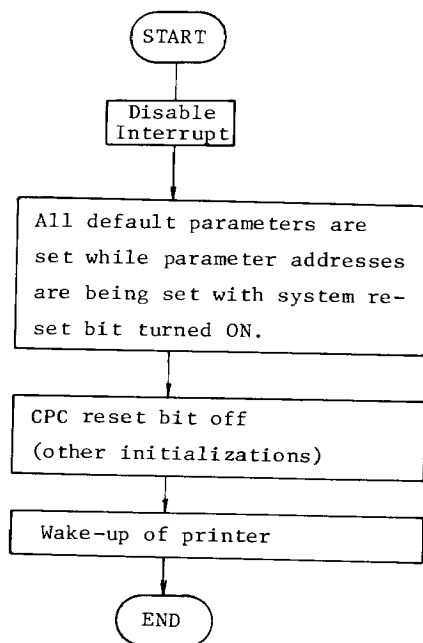 START
Disable
Interrupt
All default parameters are
set while parameter addresses
are being set with system re-
set bit turned ON.
CPC reset bit off
(other initializations)
Wake-up of printer
END